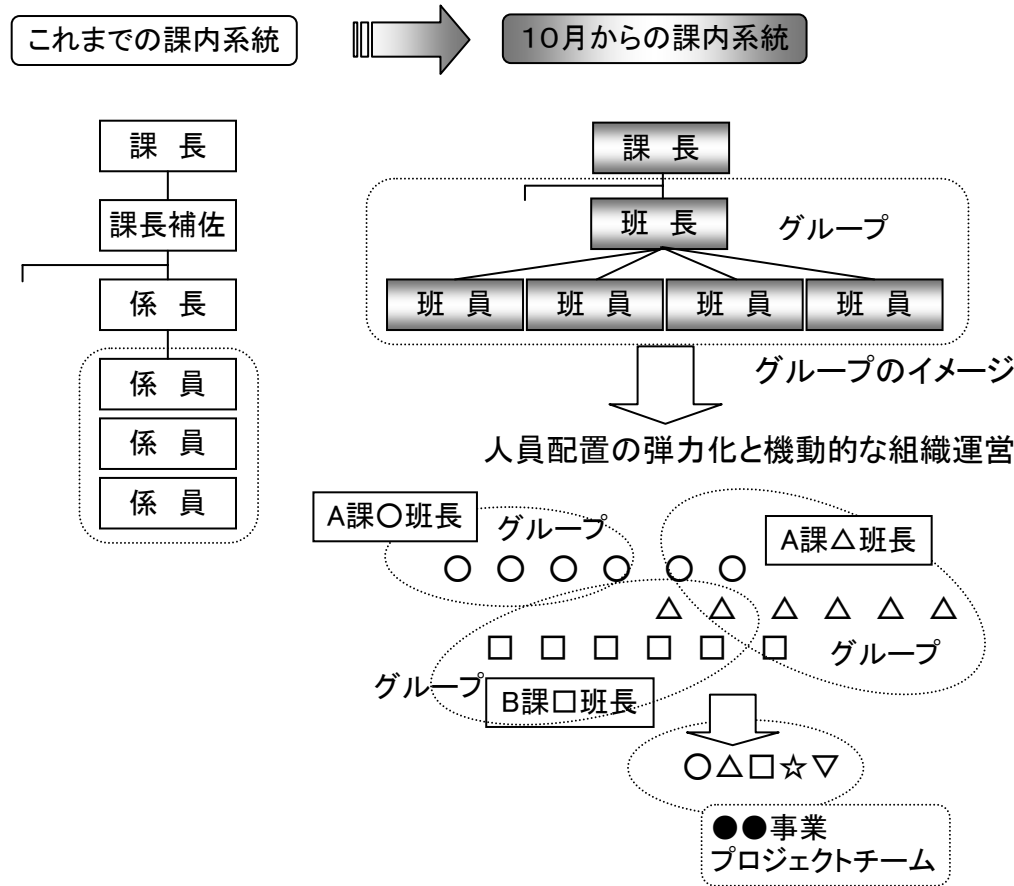 これまでの課内系統
10月からの課内系統
課 長
課長補佐
係 長
係 員
係 員
係 員
課 長
班 長
グループ
班 員
班 員
班 員
班 員
グループのイメージ
人員配置の弾力化と機動的な組織運営
A課○班長
グループ
A課△班長
○ ○ ○ ○ ○ ○
△ △ △ △ △ △
□ □ □ □ □ □
グループ
グループ
B課□班長
○△□☆▽
●●事業
プロジェクトチーム